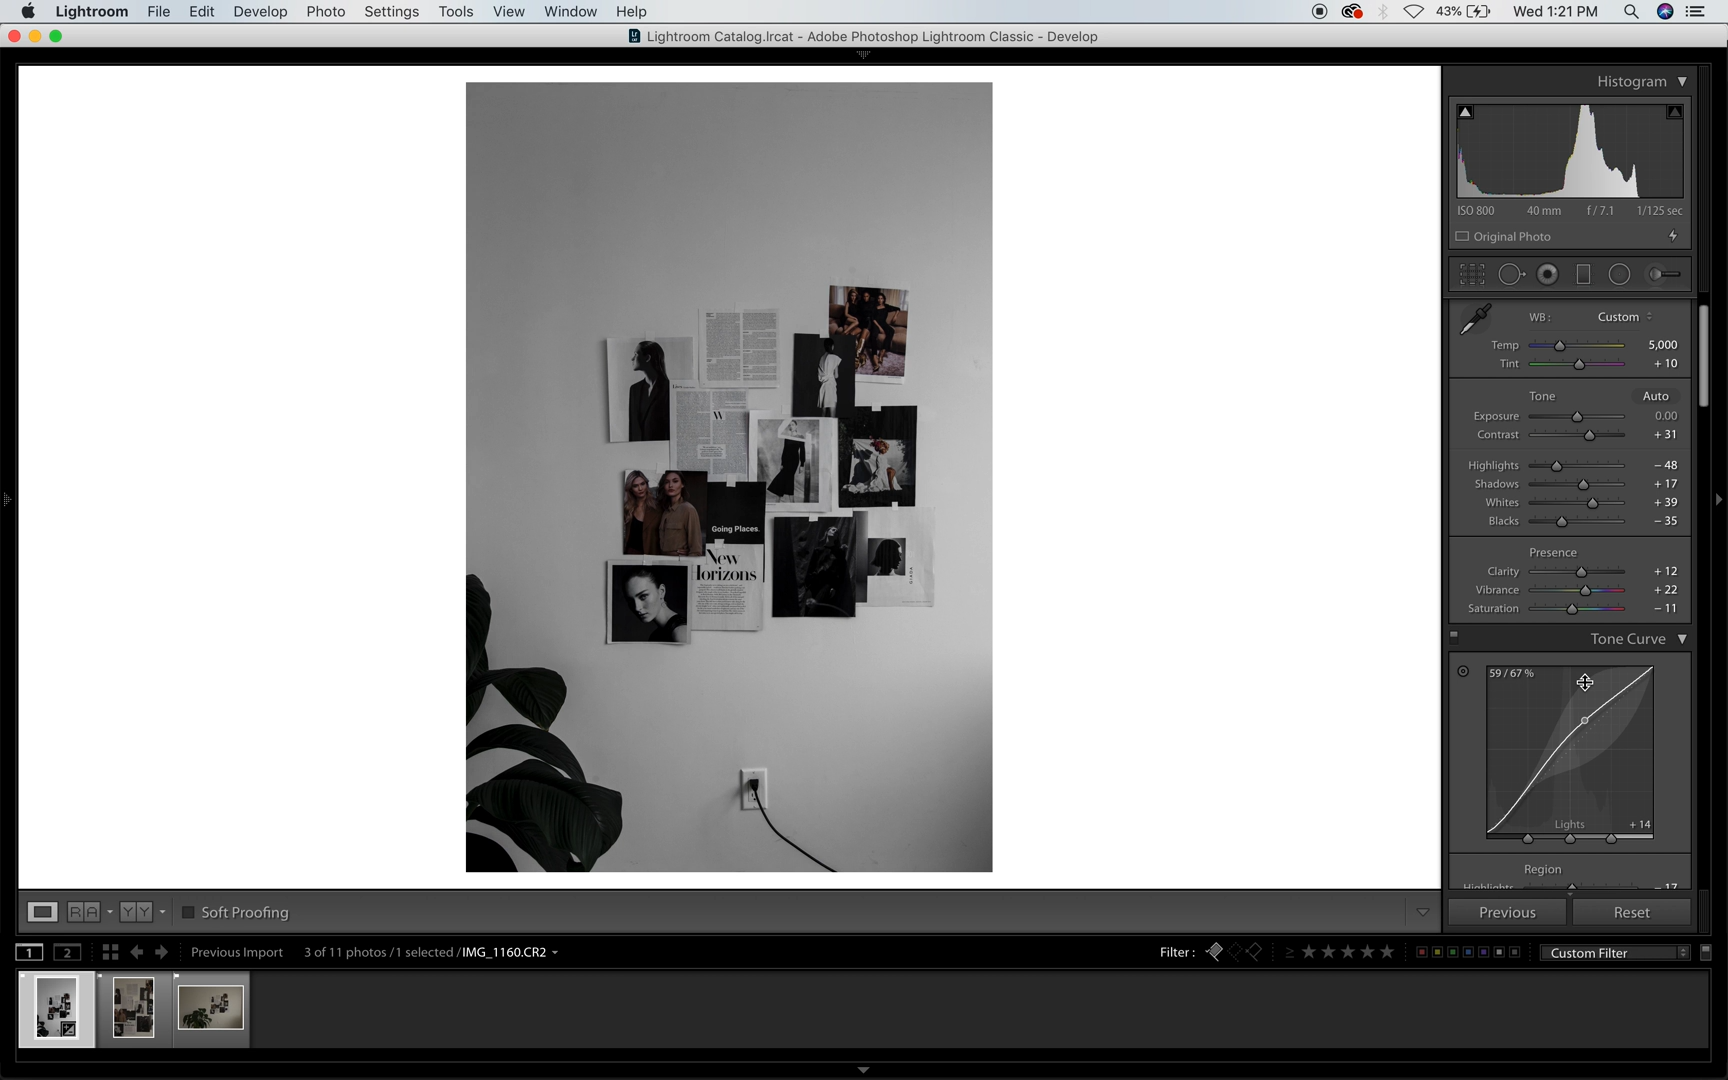 Lightroom File Edit Develop Photo Settings Tools View Window Help 43% Wed 1:21 PM
Lightroom Catalog.lrcat - Adobe Photoshop Lightroom Classic - Develop
Histogram
ISO 800 40 mm f / 7.1 1/125 sec
Original Photo
WB : Custom
Temp 5,000
Tint + 10
Tone Auto
Exposure 0.00
Contrast + 31
Highlights − 48
Shadows + 17
Whites + 39
Blacks − 35
Presence
Clarity + 12
Vibrance + 22
Saturation − 11
Tone Curve
59 / 67 %
Lights + 14
Region
Highlights − 17
W
Going Places.
New
Horizons
Previous Reset
R A Y Y Soft Proofing
1 2 Previous Import 3 of 11 photos / 1 selected / IMG_1160.CR2 Filter : ≥ Custom Filter